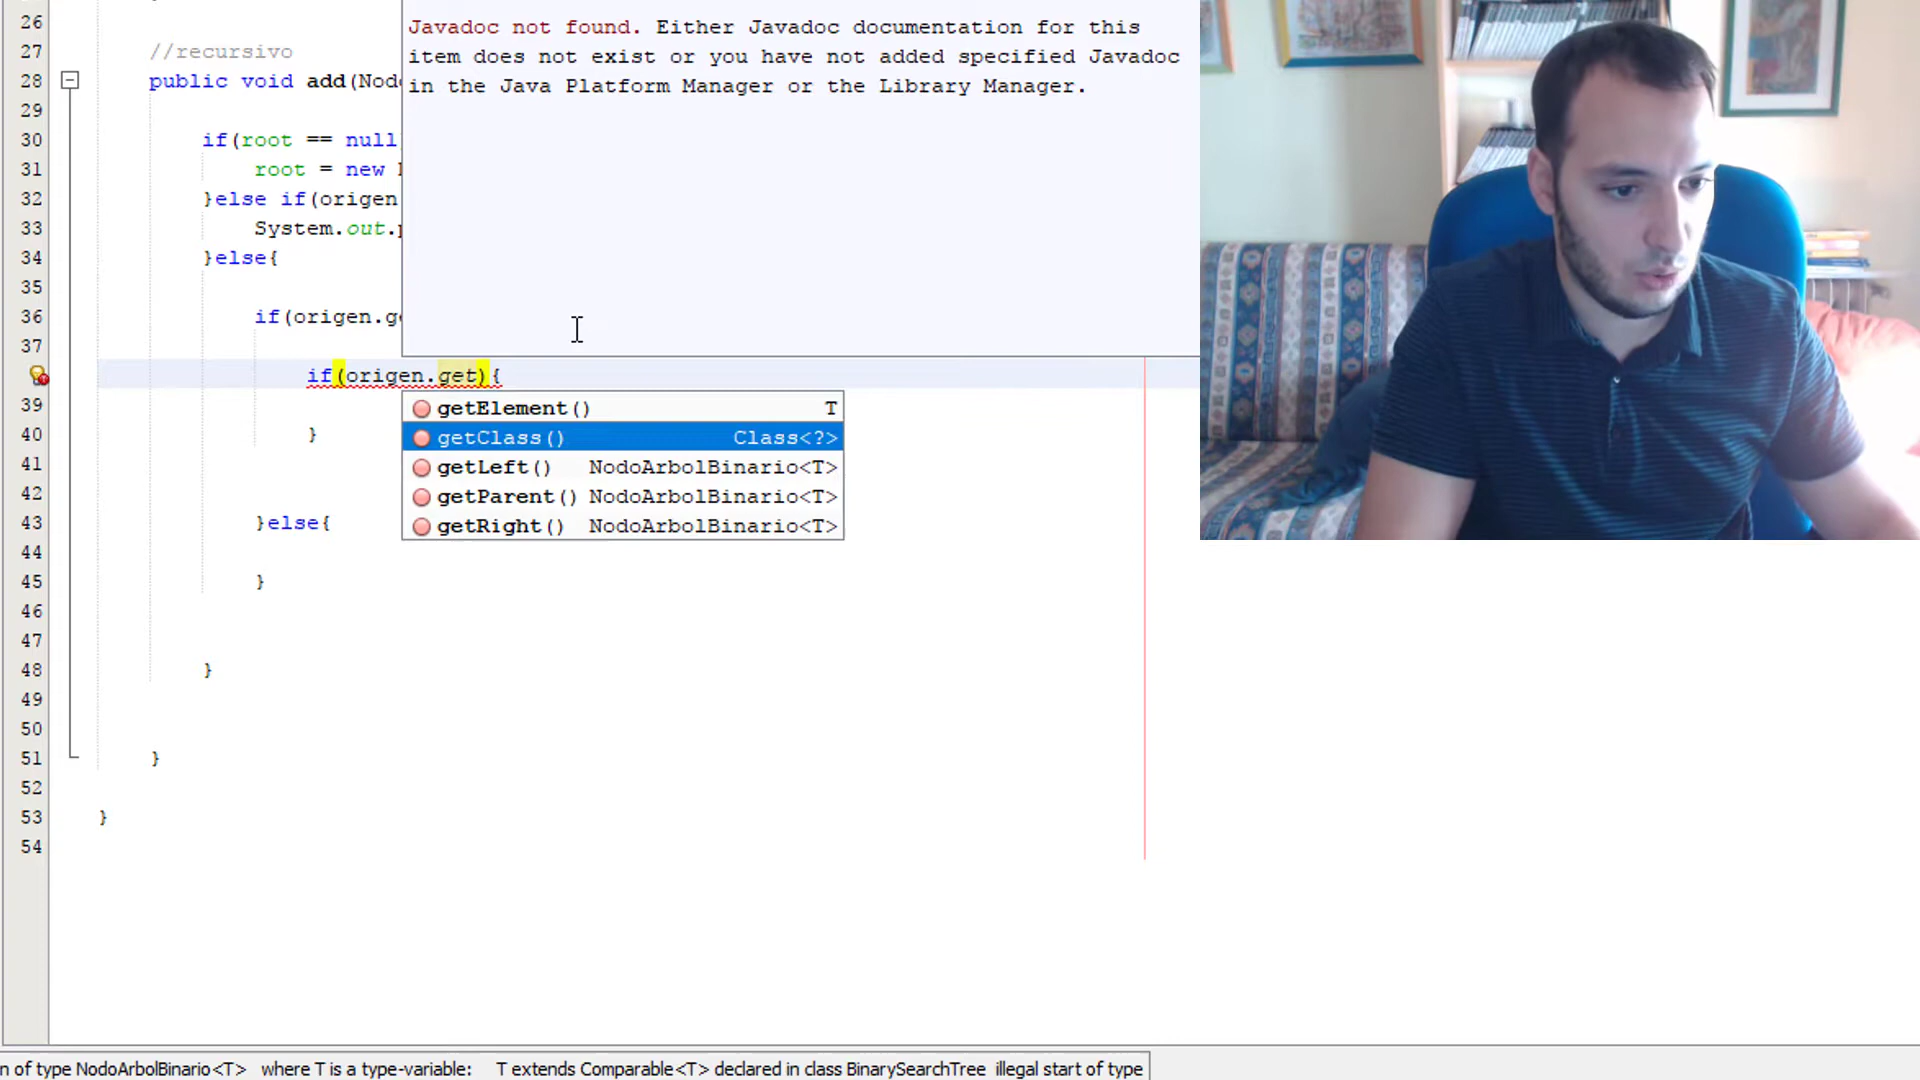 26
Javadoc not found. Either Javadoc documentation for this
item does not exist or you have not added specified Javadoc
in the Java Platform Manager or the Library Manager.
27 //recursivo
28 public void add(
29
30 if(root == null
31 root = new
32 }else if(origen
33 System.out.
34 }else{
35
36 if(origen.
37
if(origen.get){
getElement() T
getClass() Class<?>
getLeft() NodoArbolBinario<T>
getParent() NodoArbolBinario<T>
getRight() NodoArbolBinario<T>
39
40 }
41
42
43 }else{
44
45 }
46
47
48 }
49
50
51 }
52
53 }
54
n of type NodoArbolBinario<T> where T is a type-variable: T extends Comparable<T> declared in class BinarySearchTree illegal start of type